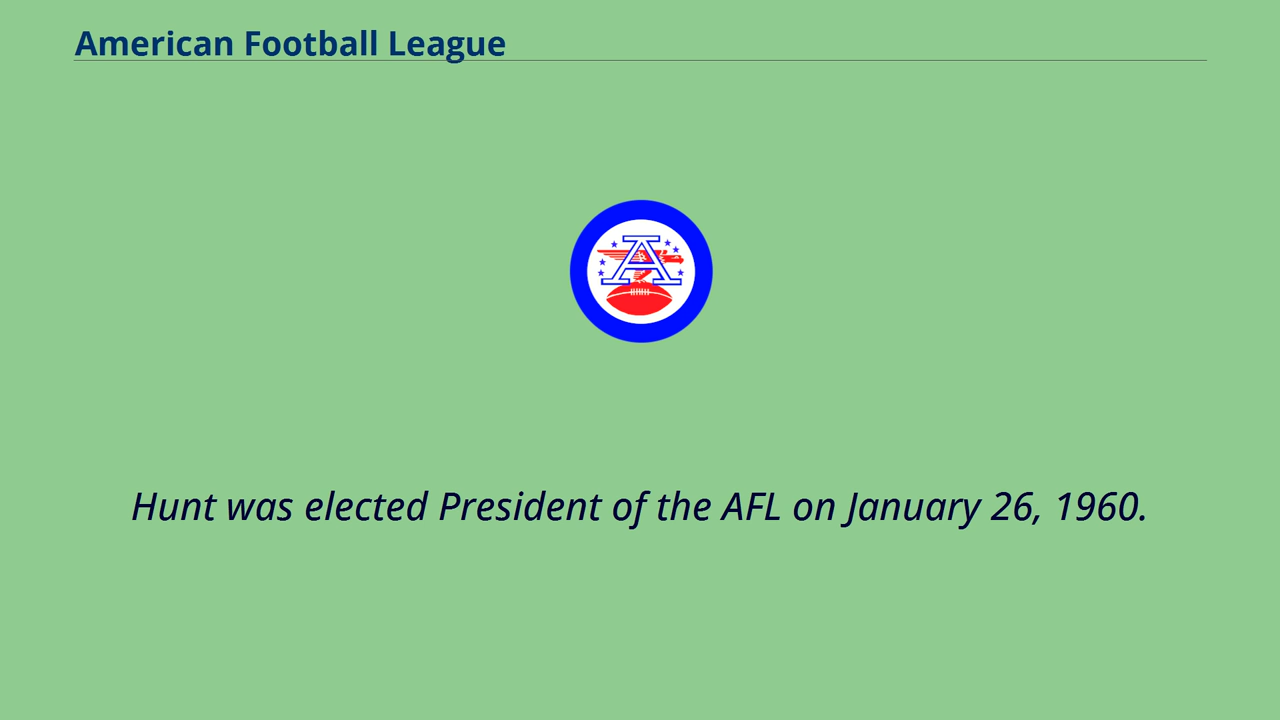 American Football League
A
Hunt was elected President of the AFL on January 26, 1960.